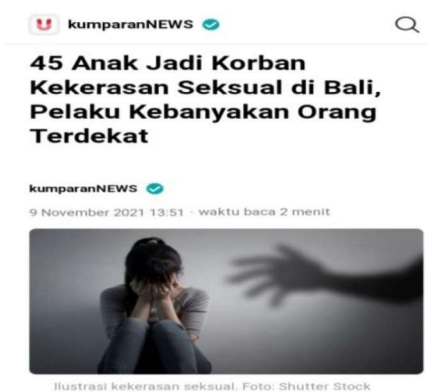 kumparanNEWS
45 Anak Jadi Korban
Kekerasan Seksual di Bali,
Pelaku Kebanyakan Orang
Terdekat
kumparanNEWS
9 November 2021 13:51 · waktu baca 2 menit
Ilustrasi kekerasan seksual. Foto: Shutter Stock